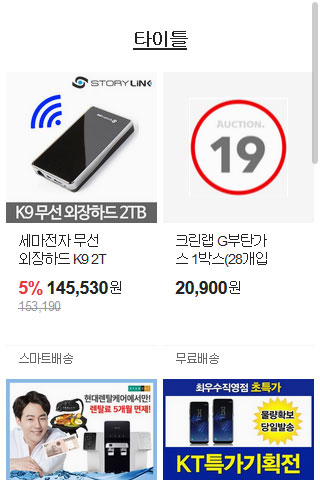 타이틀
STORYLINK
K9 무선 외장하드 2TB
세마전자 무선
외장하드 K9 2T
5% 145,530원
153,190
스마트배송
AUCTION.
19
크린랩 G부탄가
스 1박스(28개입
20,900원
무료배송
현대렌탈케어에서만!
렌탈료 5개월 면제!
최우수직영점 초특가
물량확보
당일발송
KT특가기획전